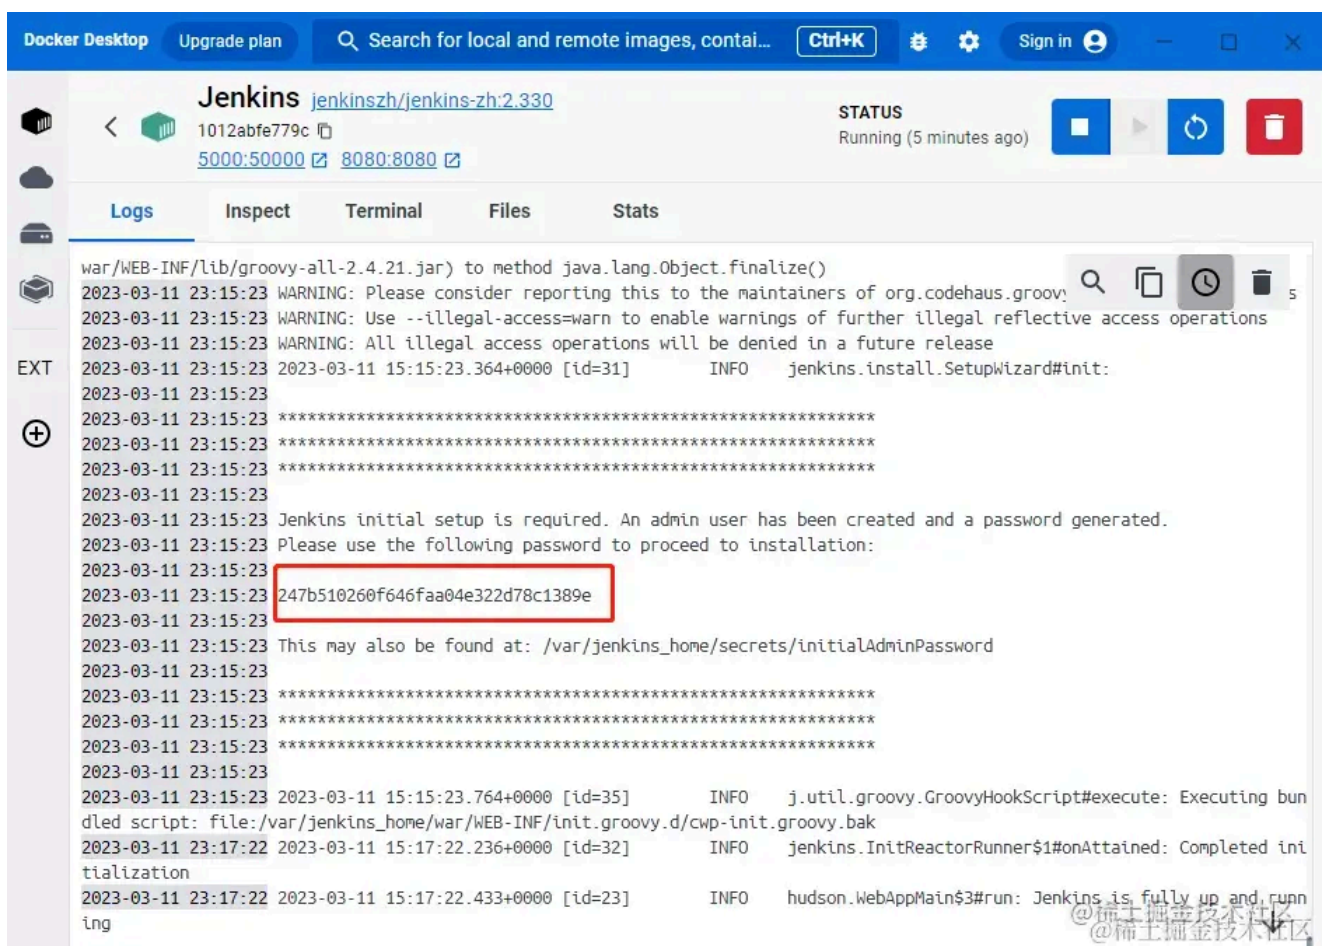 Docker Desktop Upgrade plan Search for local and remote images, contai... Ctrl+K Sign in
Jenkins jenkinszh/jenkins-zh:2.330
1012abfe779c
5000:50000 8080:8080
STATUS
Running (5 minutes ago)
Logs Inspect Terminal Files Stats
EXT
war/WEB-INF/lib/groovy-all-2.4.21.jar) to method java.lang.Object.finalize()
2023-03-11 23:15:23 WARNING: Please consider reporting this to the maintainers of org.codehaus.groov s
2023-03-11 23:15:23 WARNING: Use --illegal-access=warn to enable warnings of further illegal reflective access operations
2023-03-11 23:15:23 WARNING: All illegal access operations will be denied in a future release
2023-03-11 23:15:23 2023-03-11 15:15:23.364+0000 [id=31] INFO jenkins.install.SetupWizard#init:
2023-03-11 23:15:23
2023-03-11 23:15:23 *************************************************************
2023-03-11 23:15:23 *************************************************************
2023-03-11 23:15:23 *************************************************************
2023-03-11 23:15:23
2023-03-11 23:15:23 Jenkins initial setup is required. An admin user has been created and a password generated.
2023-03-11 23:15:23 Please use the following password to proceed to installation:
2023-03-11 23:15:23
2023-03-11 23:15:23 247b510260f646faa04e322d78c1389e
2023-03-11 23:15:23
2023-03-11 23:15:23 This may also be found at: /var/jenkins_home/secrets/initialAdminPassword
2023-03-11 23:15:23
2023-03-11 23:15:23 *************************************************************
2023-03-11 23:15:23 *************************************************************
2023-03-11 23:15:23 *************************************************************
2023-03-11 23:15:23
2023-03-11 23:15:23 2023-03-11 15:15:23.764+0000 [id=35] INFO j.util.groovy.GroovyHookScript#execute: Executing bun
dled script: file:/var/jenkins_home/war/WEB-INF/init.groovy.d/cwp-init.groovy.bak
2023-03-11 23:17:22 2023-03-11 15:17:22.236+0000 [id=32] INFO jenkins.InitReactorRunner$1#onAttained: Completed ini
tialization
2023-03-11 23:17:22 2023-03-11 15:17:22.433+0000 [id=23] INFO hudson.WebAppMain$3#run: Jenkins is fully up and runn
ing
@稀土掘金技术社区
@稀土掘金技术社区